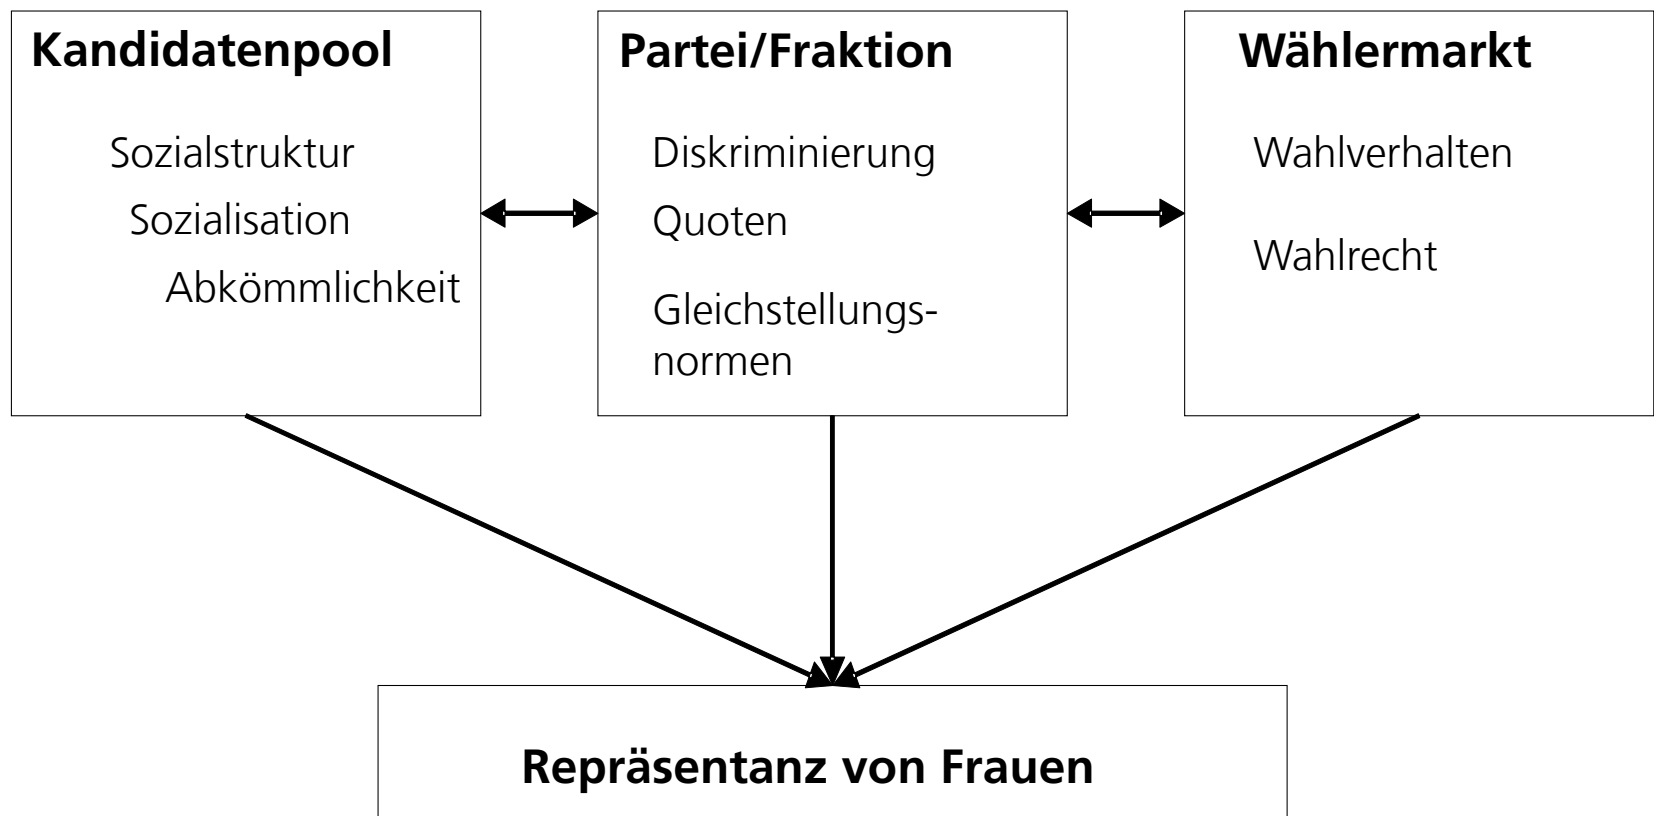 Kandidatenpool
Sozialstruktur
Sozialisation
Abkömmlichkeit
Partei/Fraktion
Diskriminierung
Quoten
Gleichstellungs-
normen
Wählermarkt
Wahlverhalten
Wahlrecht
Repräsentanz von Frauen